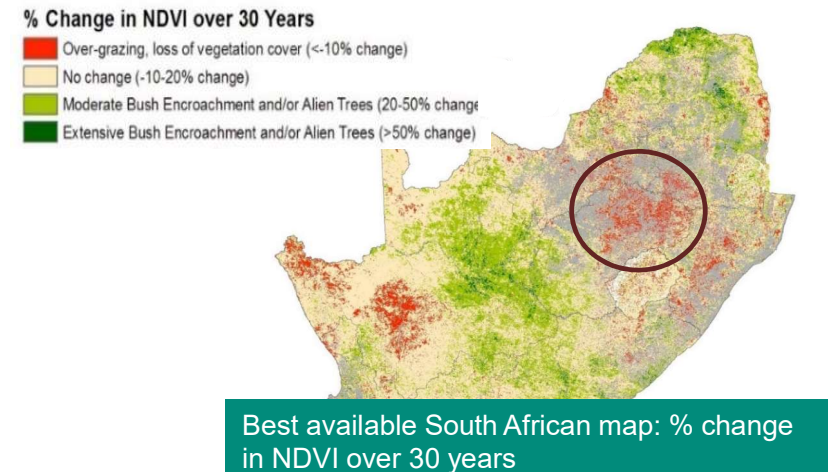 % Change in NDVI over 30 Years
Over-grazing, loss of vegetation cover (<-10% change)
No change (-10-20% change)
Moderate Bush Encroachment and/or Alien Trees (20-50% change
Extensive Bush Encroachment and/or Alien Trees (>50% change)
Best available South African map: % change
in NDVI over 30 years